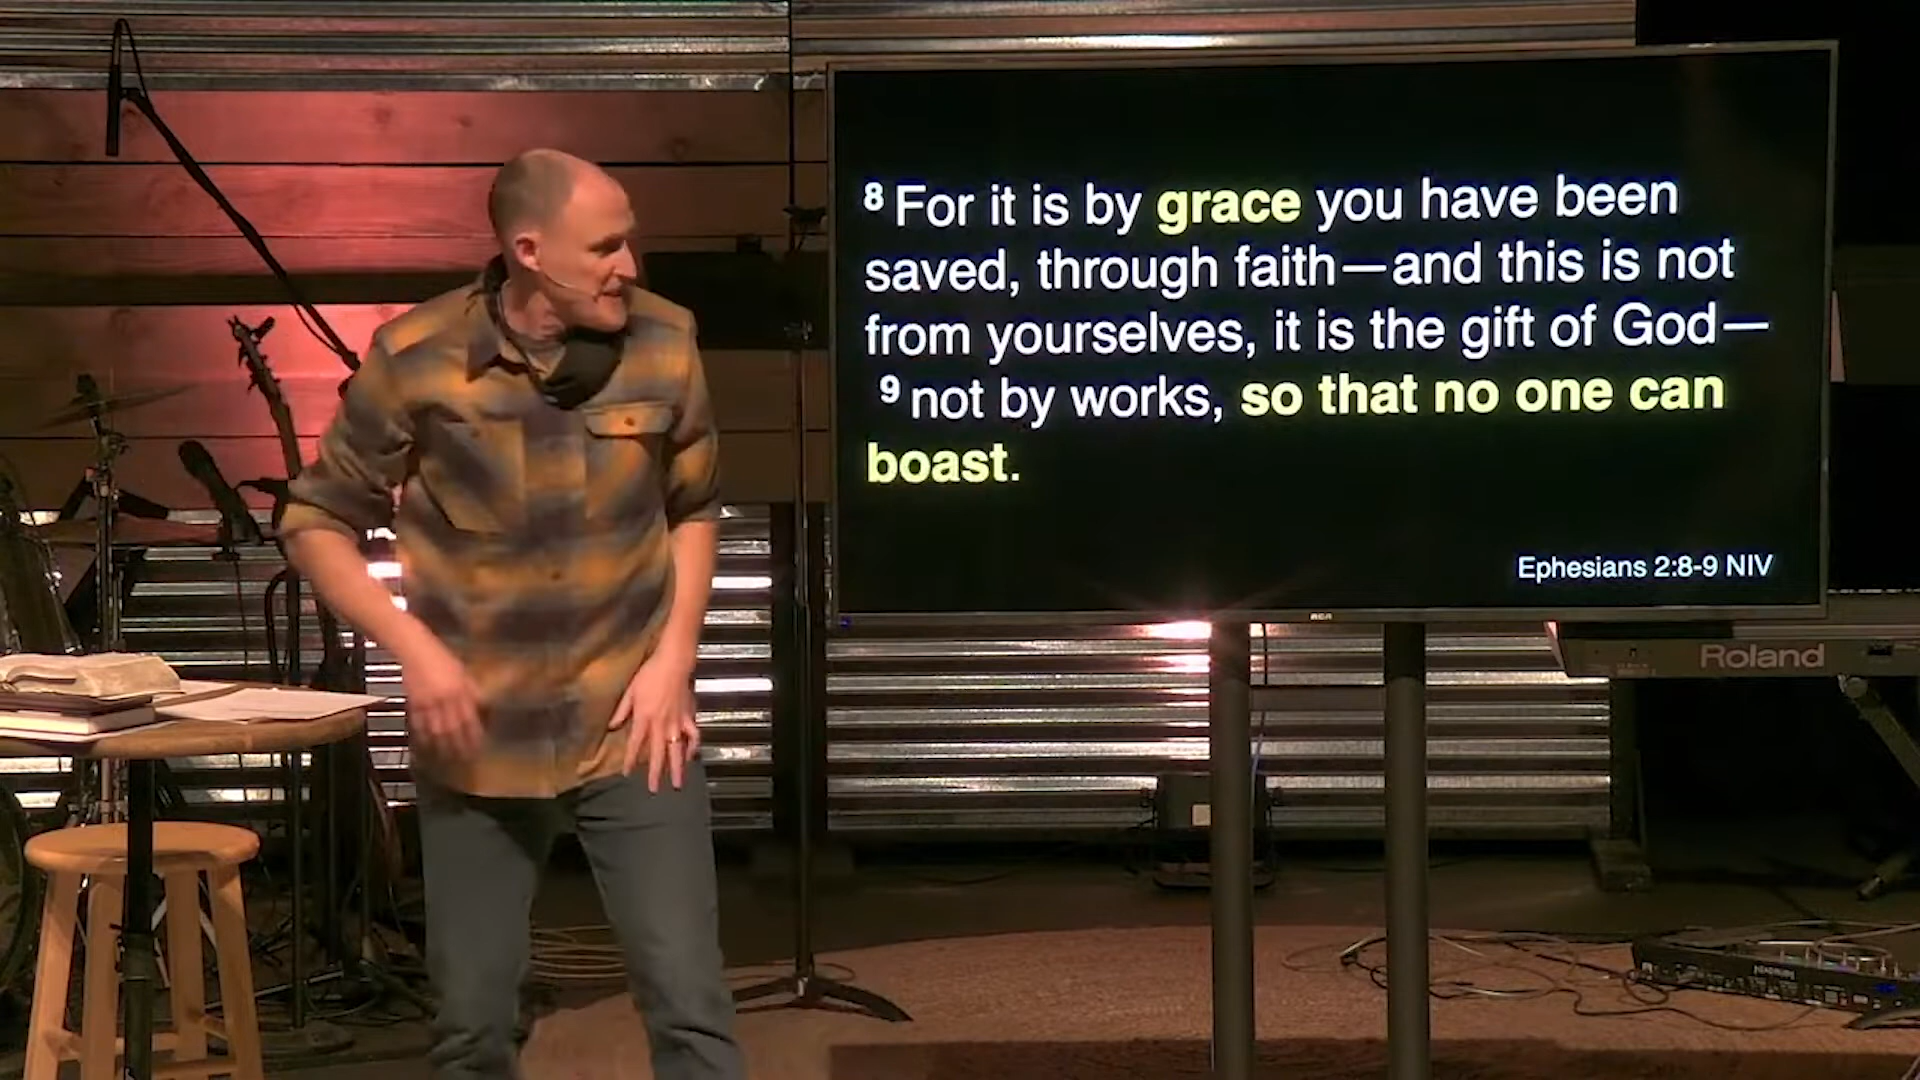 8 For it is by grace you have been
saved, through faith—and this is not
from yourselves, it is the gift of God—
9 not by works, so that no one can
boast.
Ephesians 2:8-9 NIV
RCA
Roland
HEADRUSH